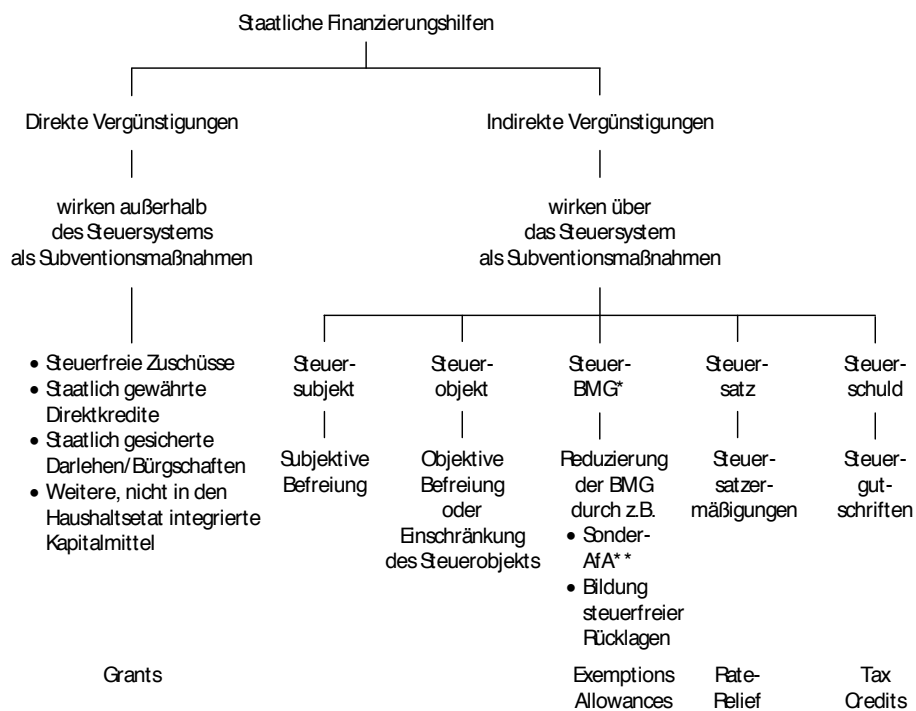 Staatliche Finanzierungshilfen
Direkte Vergünstigungen
wirken außerhalb
des Steuersystems
als Subventionsmaßnahmen
• Steuerfreie Zuschüsse
• Staatlich gewährte
Direktkredite
• Staatlich gesicherte
Darlehen/Bürgschaften
• Weitere, nicht in den
Haushaltsetat integrierte
Kapitalmittel
Grants
Indirekte Vergünstigungen
wirken über
das Steuersystem
als Subventionsmaßnahmen
Steuer-
subjekt
Subjektive
Befreiung
Steuer-
objekt
Objektive
Befreiung
oder
Einschränkung
des Steuerobjekts
Steuer-
BMG*
Reduzierung
der BMG
durch z.B.
• Sonder-
AfA**
• Bildung
steuerfreier
Rücklagen
Exemptions
Allowances
Steuer-
satz
Steuer-
satzer-
mäßigungen
Rate-
Relief
Steuer-
schuld
Steuer-
gut-
schriften
Tax
Credits